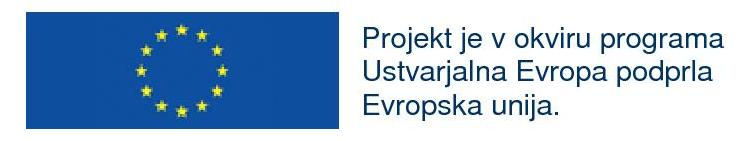 Projekt je v okviru programa
Ustvarjalna Evropa podprla
Evropska unija.